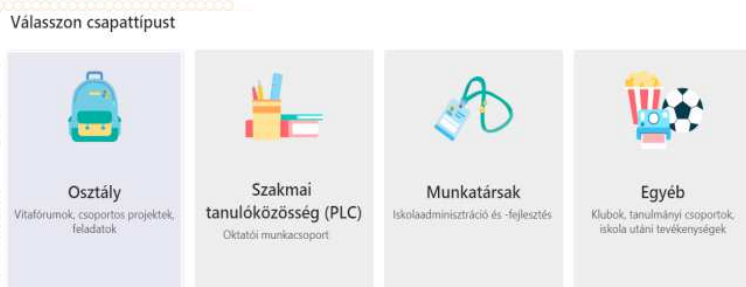 Válasszon csapattípust
Osztály
Vitafórumok, csoportos projektek,
feladatok
Szakmai
tanulóközösség (PLC)
Oktatói munkacsoport
Munkatársak
Iskolaadminisztráció és -fejlesztés
Egyéb
Klubok, tanulmányi csoportok,
iskola utáni tevékenységek